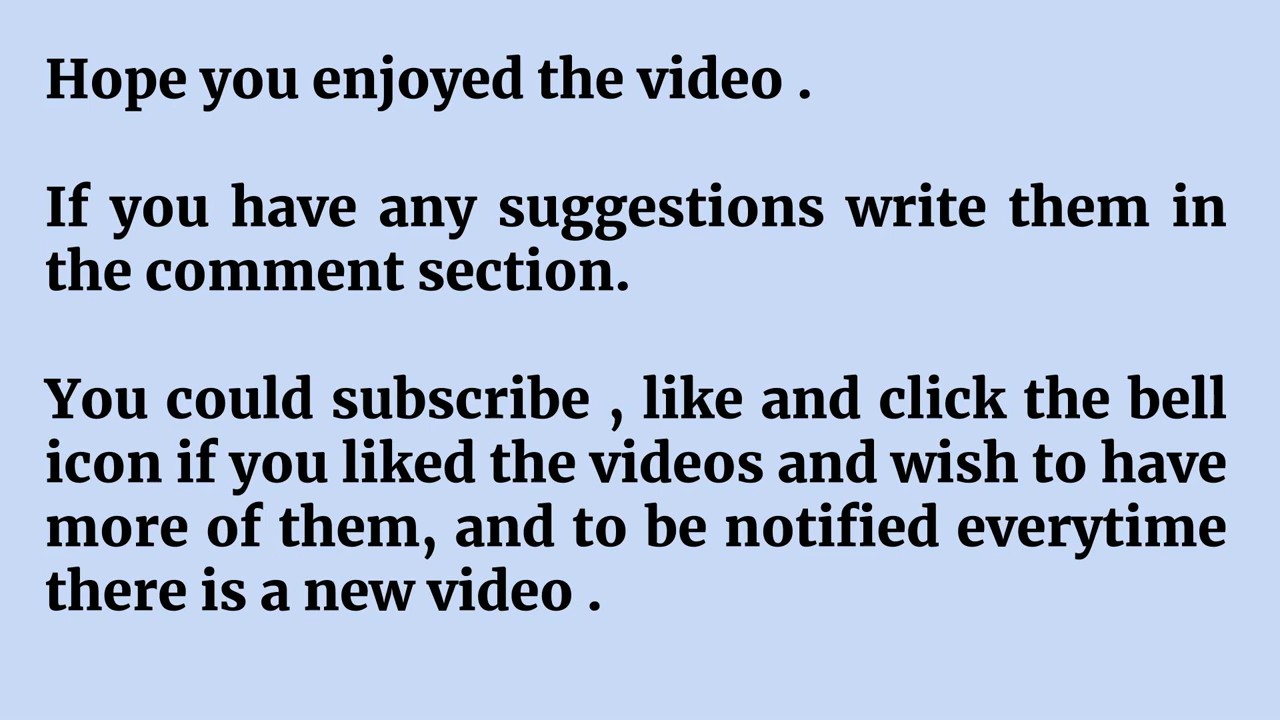 Hope you enjoyed the video .
If you have any suggestions write them in
the comment section.
You could subscribe , like and click the bell
icon if you liked the videos and wish to have
more of them, and to be notified everytime
there is a new video .